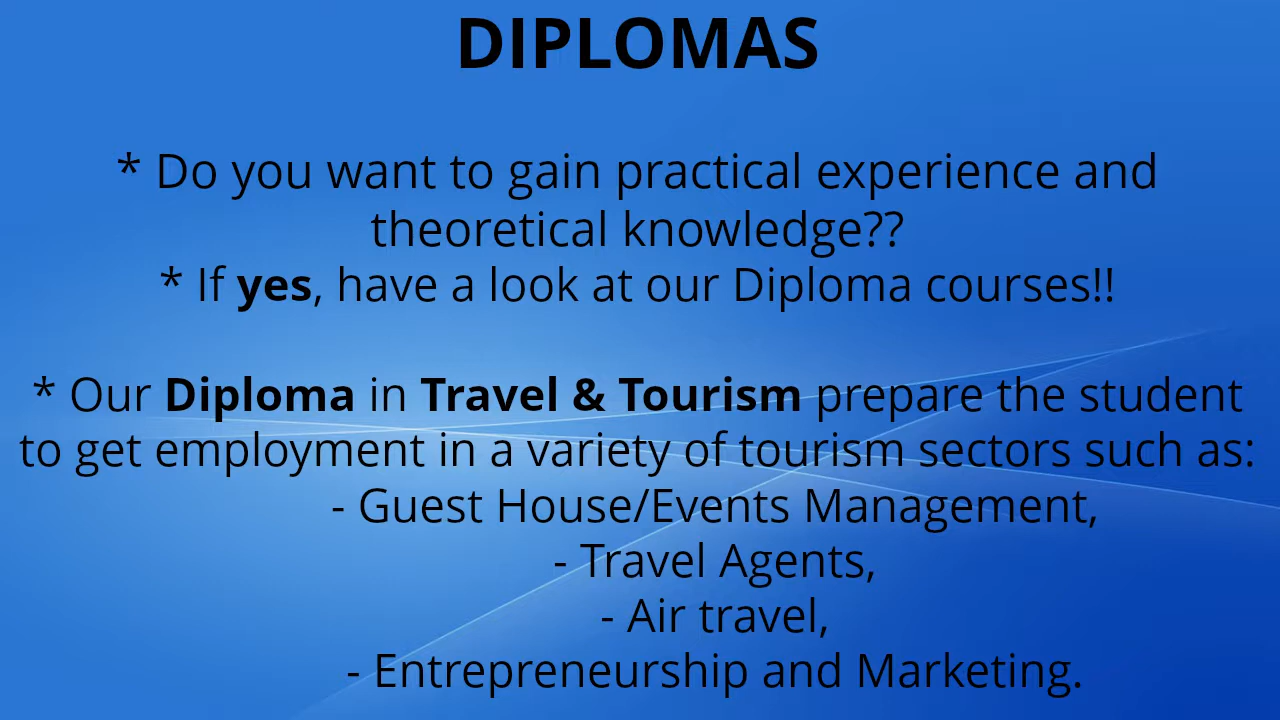 DIPLOMAS
* Do you want to gain practical experience and
theoretical knowledge??
* If yes, have a look at our Diploma courses!!
* Our Diploma in Travel & Tourism prepare the student
to get employment in a variety of tourism sectors such as:
- Guest House/Events Management,
- Travel Agents,
- Air travel,
- Entrepreneurship and Marketing.